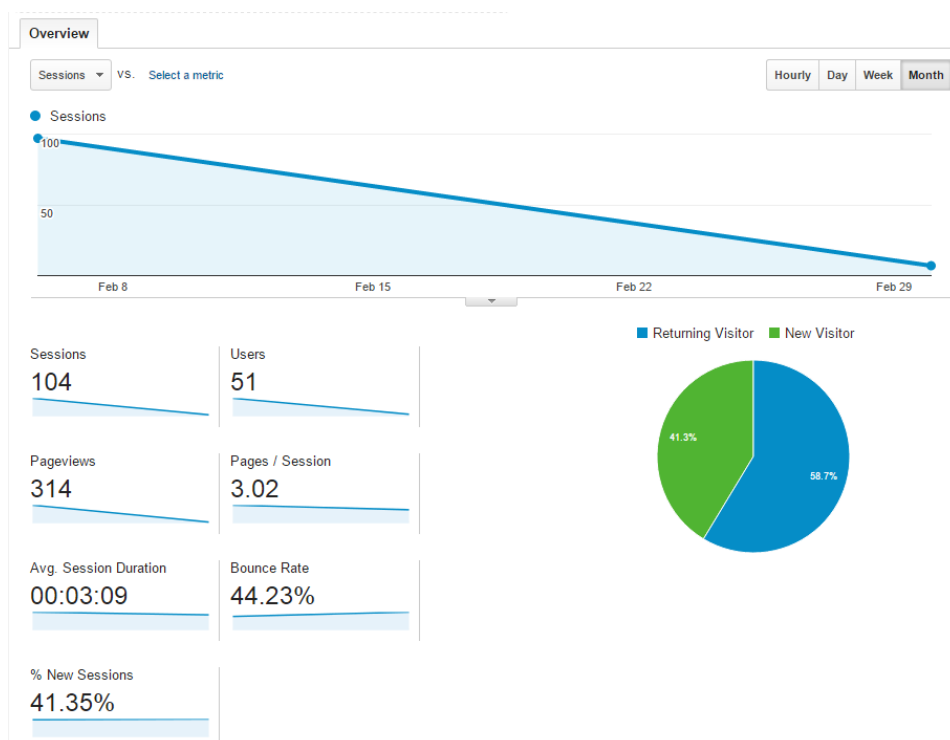 Overview
Sessions vs. Select a metric Hourly Day Week Month
Sessions
100
50
Feb 8 Feb 15 Feb 22 Feb 29
Returning Visitor New Visitor
Sessions Users
104 51
41.3%
Pageviews Pages / Session
58.7%
314 3.02
Avg. Session Duration Bounce Rate
00:03:09 44.23%
% New Sessions
41.35%